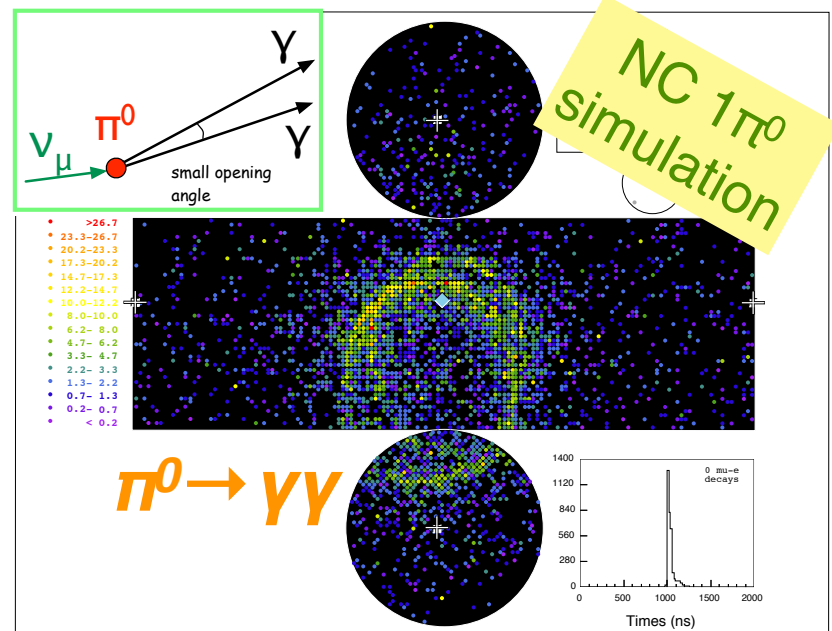 γ
π⁰
γ
ν_μ
small opening
angle
NC 1π⁰
simulation
>26.7
23.3-26.7
20.2-23.3
17.3-20.2
14.7-17.3
12.2-14.7
10.0-12.2
8.0-10.0
6.2- 8.0
4.7- 6.2
3.3- 4.7
2.2- 3.3
1.3- 2.2
0.7- 1.3
0.2- 0.7
< 0.2
π⁰→ γγ
0 mu-e
decays
1400
1120
840
560
280
0
0 500 1000 1500 2000
Times (ns)